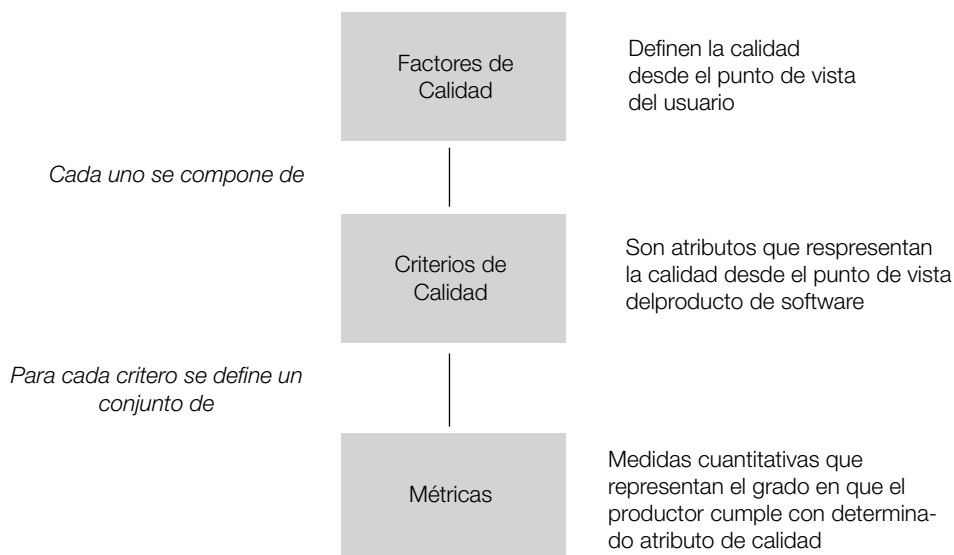 Factores de
Calidad
Definen la calidad
desde el punto de vista
del usuario
Cada uno se compone de
Criterios de
Calidad
Son atributos que respresentan
la calidad desde el punto de vista
delproducto de software
Para cada critero se define un
conjunto de
Métricas
Medidas cuantitativas que
representan el grado en que el
productor cumple con determina-
do atributo de calidad